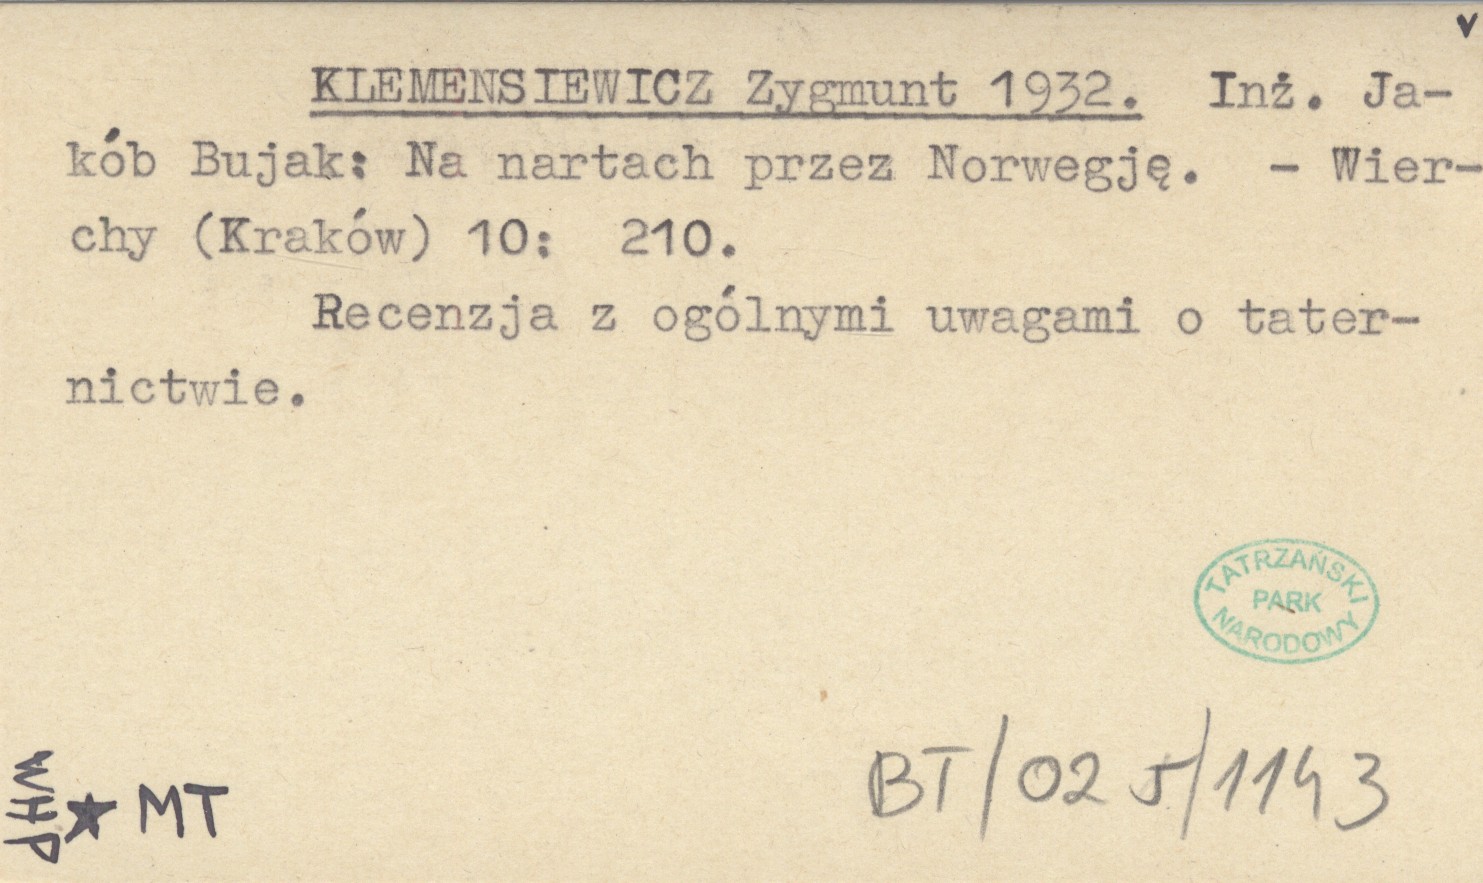 v
KLEMENSIEWICZ Zygmunt 1932. Inż. Ja-
kób Bujak: Na nartach przez Norwegję. - Wier-
chy (Kraków) 10: 210.
Recenzja z ogólnymi uwagami o tater-
nictwie.
TATRZAŃSKI
PARK
NARODOWY
BT/025/1143
WHP
★ MT